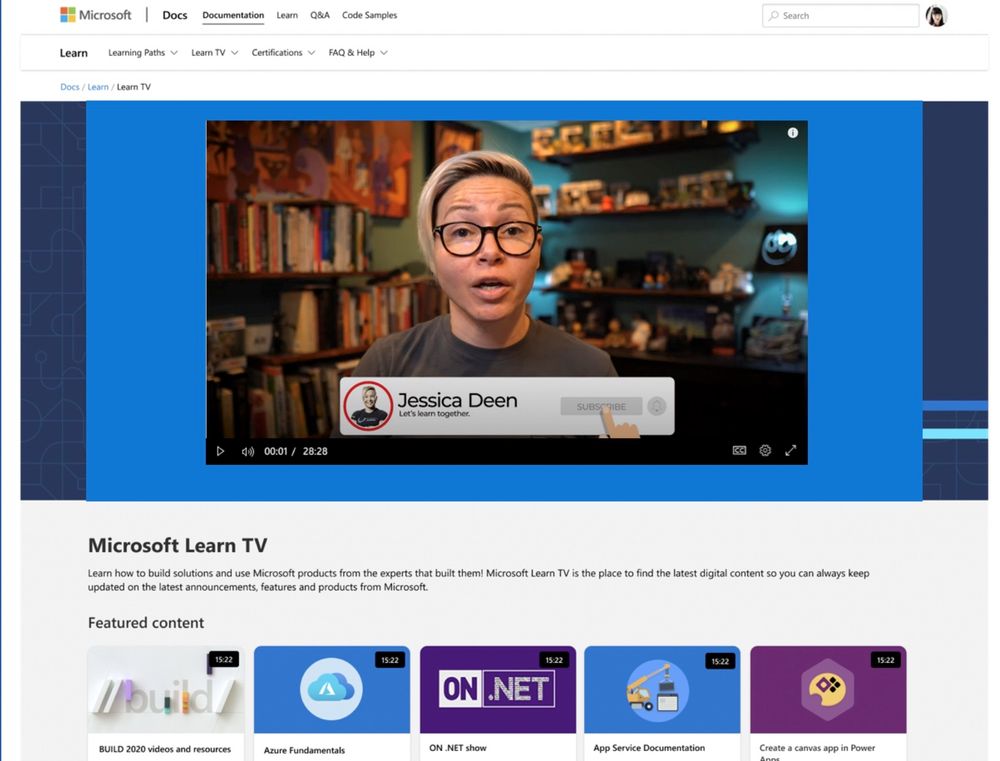 Microsoft | Docs Documentation Learn Q&A Code Samples Search
Learn Learning Paths Learn TV Certifications FAQ & Help
Docs / Learn / Learn TV
Jessica Deen
Let's learn together.
SUBSCRIBE
00:01 / 28:28
CC
Microsoft Learn TV
Learn how to build solutions and use Microsoft products from the experts that built them! Microsoft Learn TV is the place to find the latest digital content so you can always keep
updated on the latest announcements, features and products from Microsoft.
Featured content
15:22 15:22 15:22 15:22 15:22
//build/
ON .NET
BUILD 2020 videos and resources
Azure Fundamentals
ON .NET show
App Service Documentation
Create a canvas app in Power
Apps